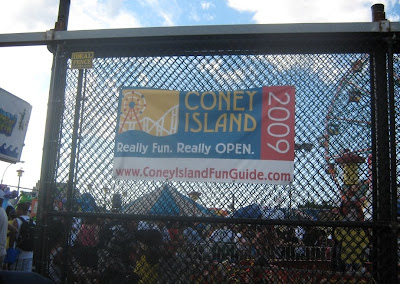 CONEY
ISLAND
2009
Really Fun. Really OPEN.
www.ConeyIslandFunGuide.com